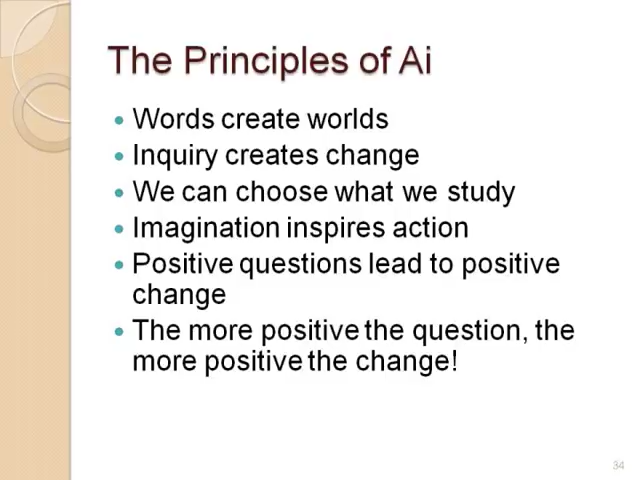 The Principles of Ai
• Words create worlds
• Inquiry creates change
• We can choose what we study
• Imagination inspires action
• Positive questions lead to positive
change
• The more positive the question, the
more positive the change!
34